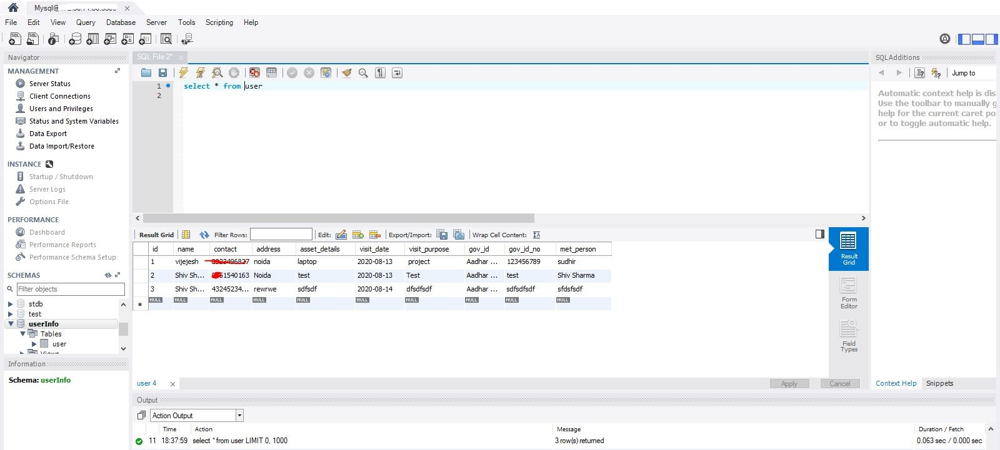 Mysql@
File Edit View Query Database Server Tools Scripting Help
Navigator
MANAGEMENT
Server Status
Client Connections
Users and Privileges
Status and System Variables
Data Export
Data Import/Restore
INSTANCE
Startup / Shutdown
Server Logs
Options File
PERFORMANCE
Dashboard
Performance Reports
Performance Schema Setup
SCHEMAS
Filter objects
stdb
test
userInfo
Tables
user
Views
Information
Schema: userInfo
SQL File 2*
1 select * from user
2
Result Grid Filter Rows: Edit: Export/Import: Wrap Cell Content:
id name contact address asset_details visit_date visit_purpose gov_id gov_id_no met_person
1 vijejesh noida laptop 2020-08-13 project Aadhar ... 123456789 sudhir
2 Shiv Sh... 51540163 Noida test 2020-08-13 Test Aadhar ... test Shiv Sharma
3 Shiv Sh... 43245234... rewrwe sdfsdf 2020-08-14 dfsdfsdf Aadhar ... sdfsdfsdf sfdsfsdf
NULL NULL NULL NULL NULL NULL NULL NULL NULL NULL
Result
Grid
Form
Editor
Field
Types
user 4
Apply Cancel
SQLAdditions
Jump to
Automatic context help is dis
Use the toolbar to manually g
help for the current caret po
or to toggle automatic help.
Context Help Snippets
Output
Action Output
Time Action Message Duration / Fetch
11 18:37:59 select * from user LIMIT 0, 1000 3 row(s) returned 0.063 sec / 0.000 sec